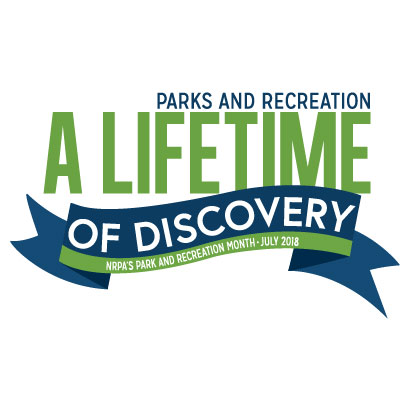 PARKS AND RECREATION
A LIFETIME
OF DISCOVERY
NRPA'S PARK AND RECREATION MONTH - JULY 2018